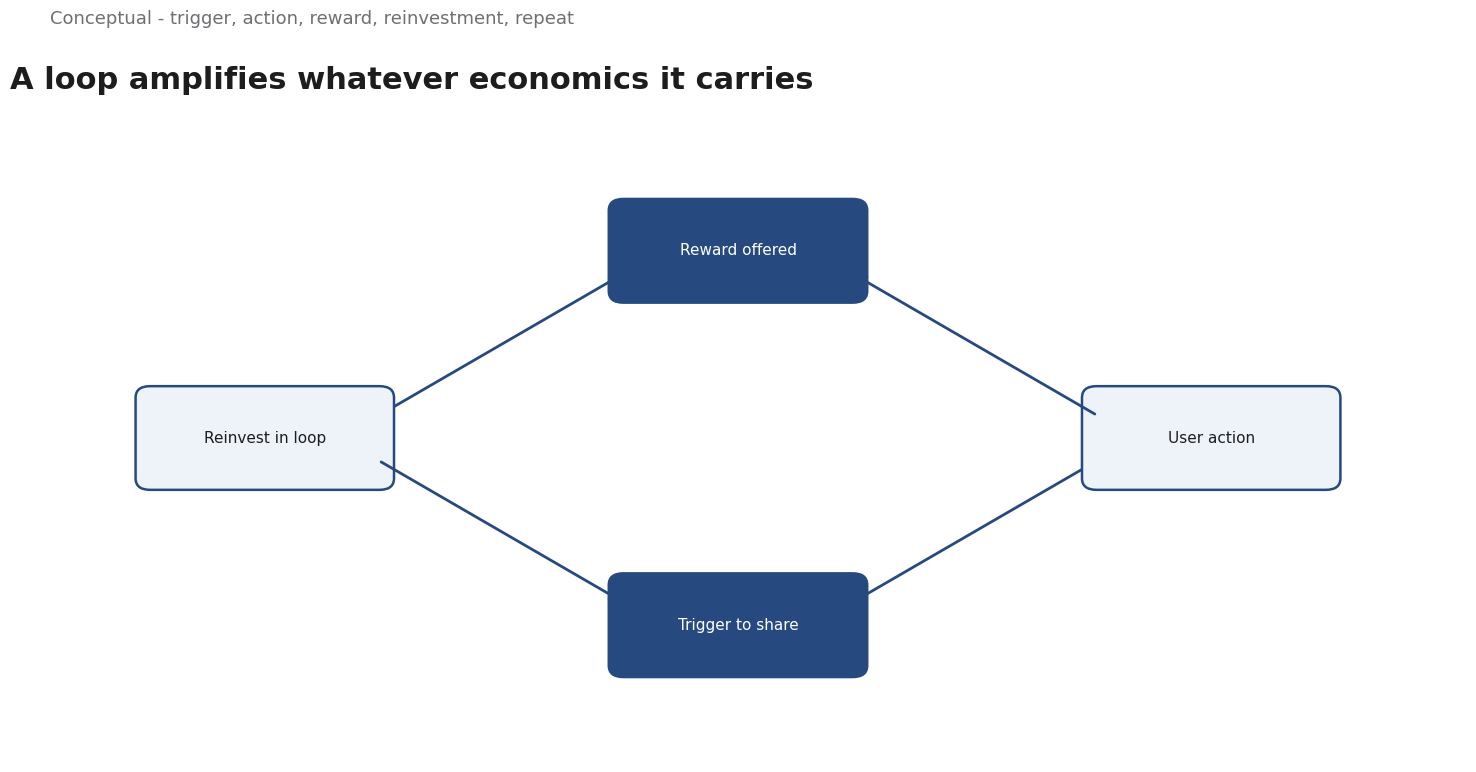 Conceptual - trigger, action, reward, reinvestment, repeat
A loop amplifies whatever economics it carries
Reward offered
Reinvest in loop
User action
Trigger to share